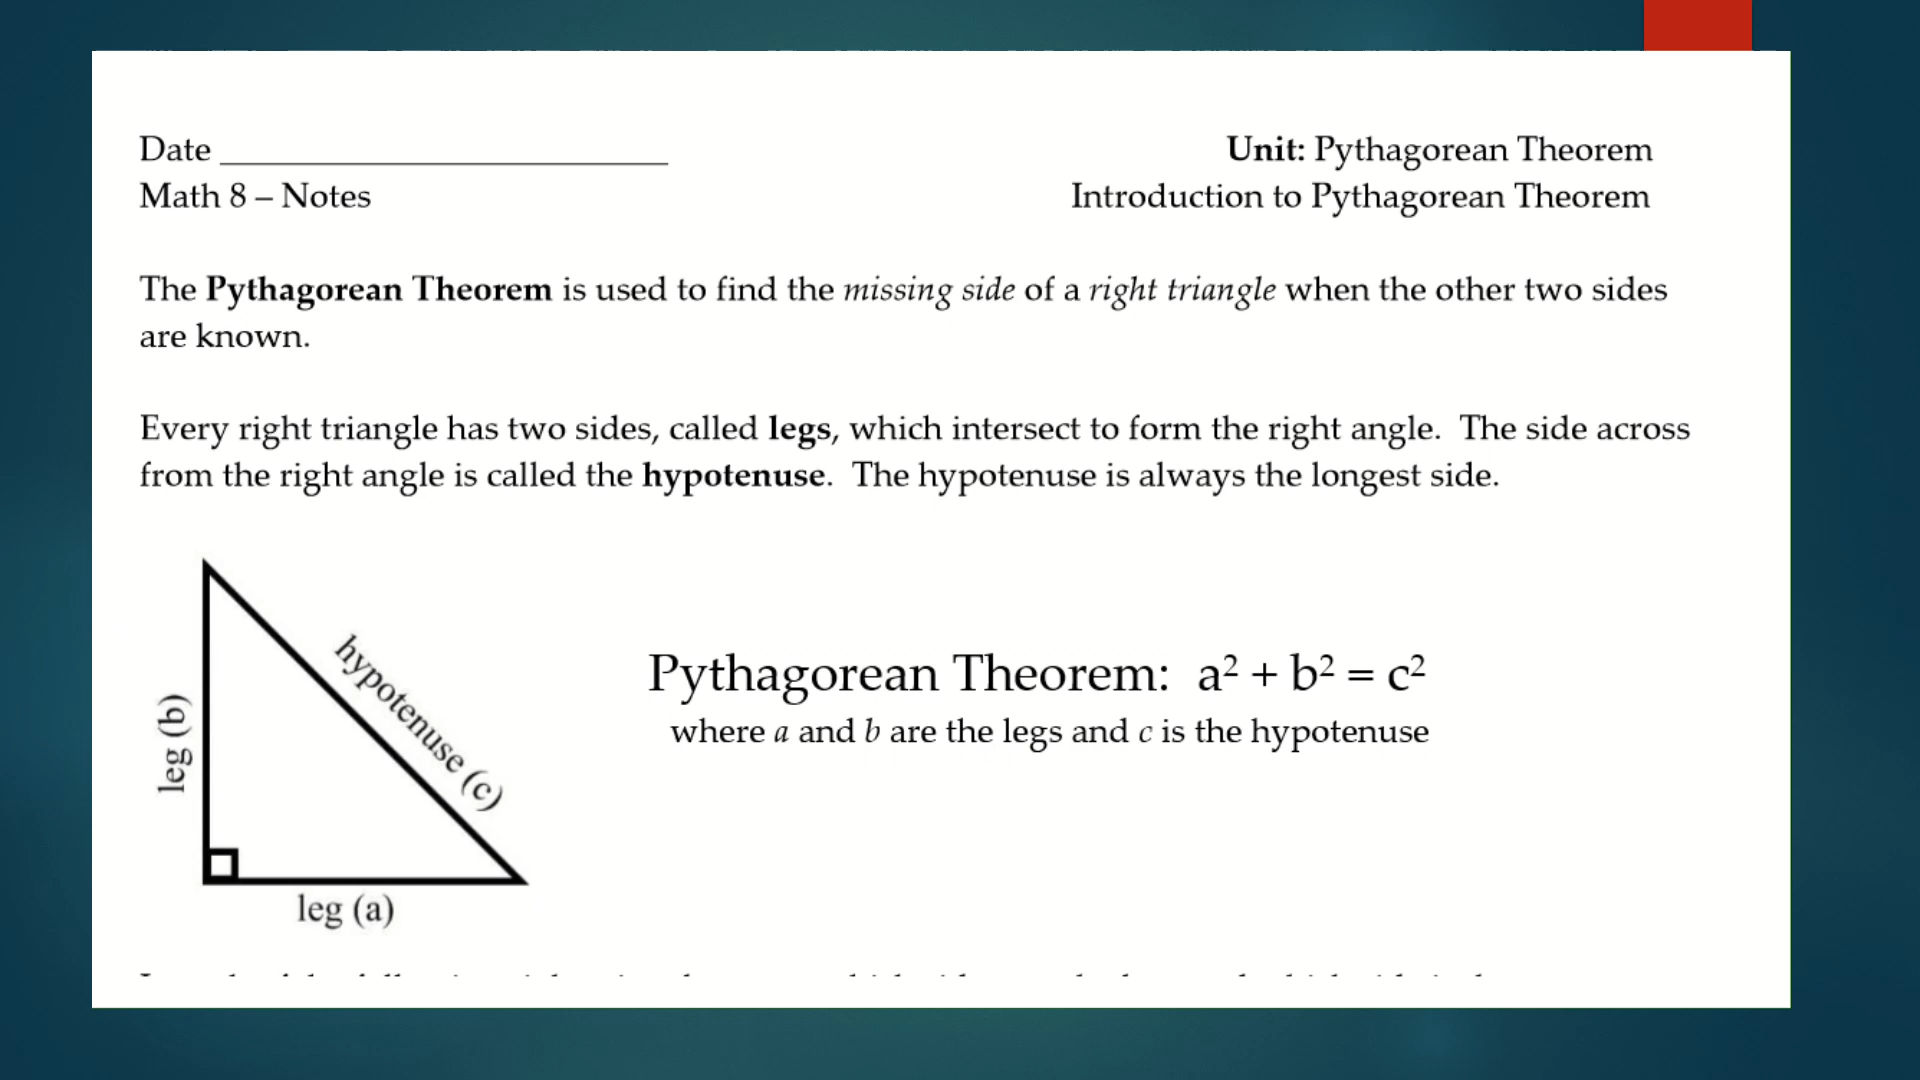 Date ________________________
Unit: Pythagorean Theorem
Math 8 – Notes
Introduction to Pythagorean Theorem
The Pythagorean Theorem is used to find the missing side of a right triangle when the other two sides
are known.
Every right triangle has two sides, called legs, which intersect to form the right angle. The side across
from the right angle is called the hypotenuse. The hypotenuse is always the longest side.
leg (b)
hypotenuse (c)
leg (a)
Pythagorean Theorem: a² + b² = c²
where a and b are the legs and c is the hypotenuse